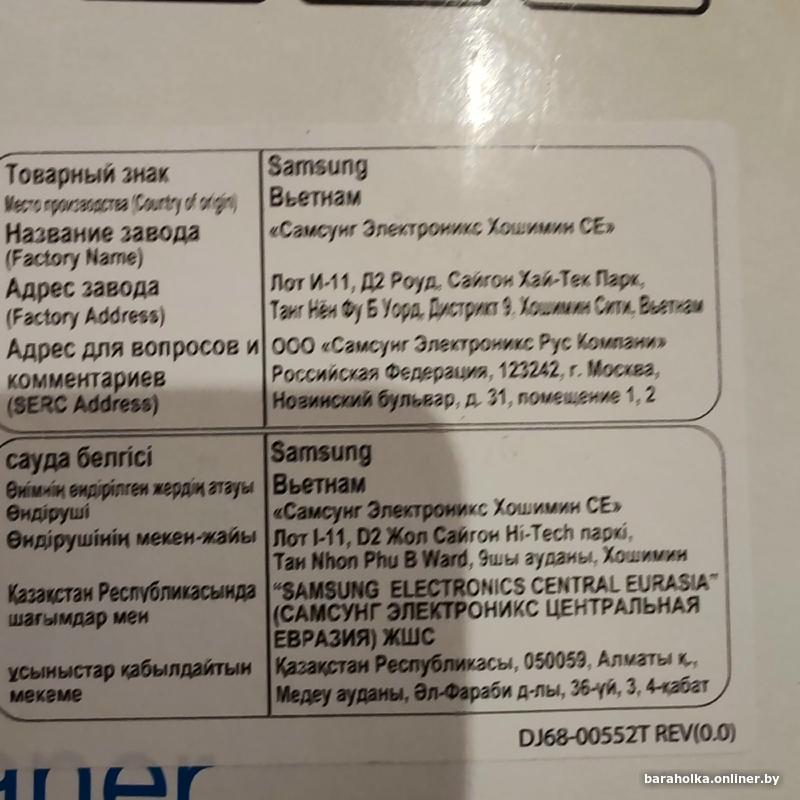 Товарный знак Samsung
Место производства (Country of origin) Вьетнам
Название завода «Самсунг Электроникс Хошимин СЕ»
(Factory Name)
Адрес завода Лот И-11, Д2 Роуд, Сайгон Хай-Тек Парк,
(Factory Address) Танг Нён Фу Б Уорд, Дистрикт 9, Хошимин Сити, Вьетнам
Адрес для вопросов и ООО «Самсунг Электроникс Рус Компани»
комментариев Российская Федерация, 123242, г. Москва,
(SERC Address) Новинский бульвар, д. 31, помещение 1, 2
сауда белгісі Samsung
Өнімнің өндірілген жердің атауы Вьетнам
Өндіруші «Самсунг Электроникс Хошимин СЕ»
Өндірушінің мекен-жайы Лот I-11, D2 Жол Сайгон Hi-Tech паркі,
Тан Nhon Phu B Ward, 9шы ауданы, Хошимин
Қазақстан Республикасында "SAMSUNG ELECTRONICS CENTRAL EURASIA"
шағымдар мен (САМСУНГ ЭЛЕКТРОНИКС ЦЕНТРАЛЬНАЯ
ЕВРАЗИЯ) ЖШС
ұсыныстар қабылдайтын Қазақстан Республикасы, 050059, Алматы қ.,
мекеме Медеу ауданы, Әл-Фараби д-лы, 36-үй, 3, 4-қабат
DJ68-00552T REV(0.0)
baraholka.onliner.by